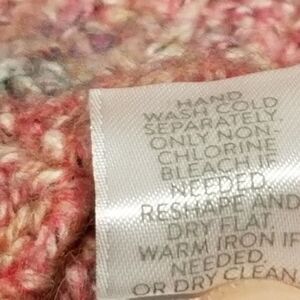 HAND
WASH COLD
SEPARATELY.
ONLY NON-
CHLORINE
BLEACH IF
NEEDED.
RESHAPE AND
DRY FLAT.
WARM IRON IF
NEEDED.
OR DRY CLEAN